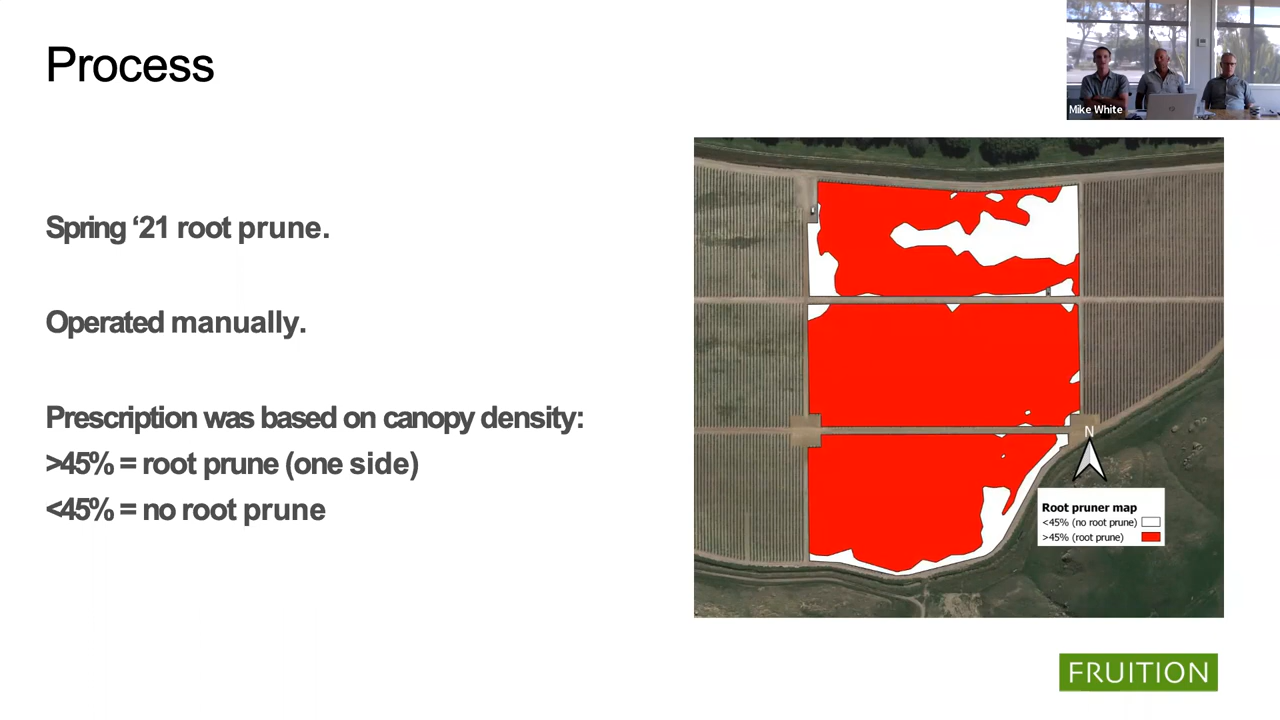 Process
Mike White
Spring ‘21 root prune.
Operated manually.
Prescription was based on canopy density:
>45% = root prune (one side)
<45% = no root prune
N
Root pruner map
<45% (no root prune)
>45% (root prune)
FRUITION